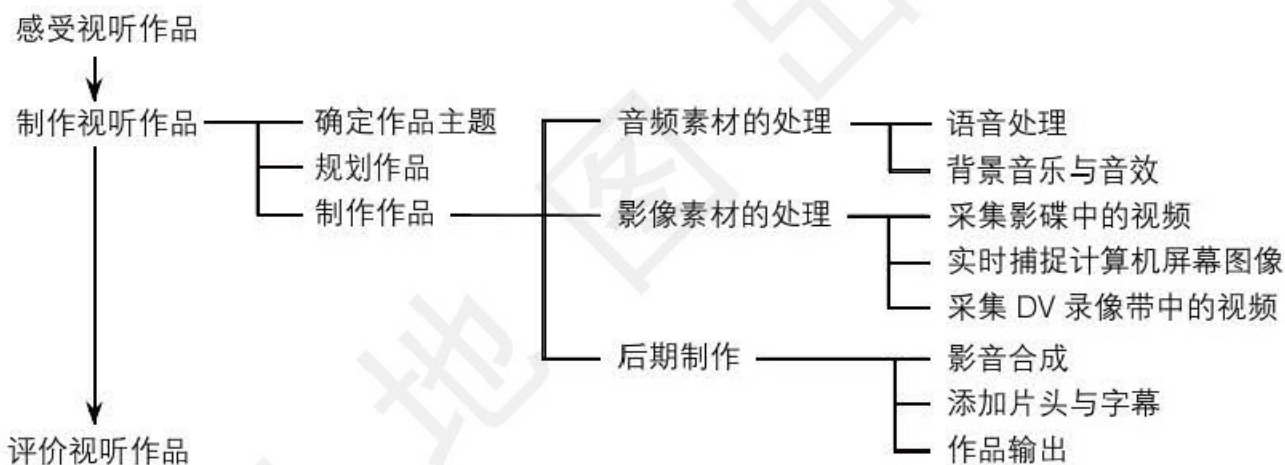 感受视听作品
制作视听作品
确定作品主题
规划作品
制作作品
音频素材的处理
语音处理
背景音乐与音效
影像素材的处理
采集影碟中的视频
实时捕捉计算机屏幕图像
采集 DV 录像带中的视频
后期制作
影音合成
添加片头与字幕
作品输出
评价视听作品
地图出